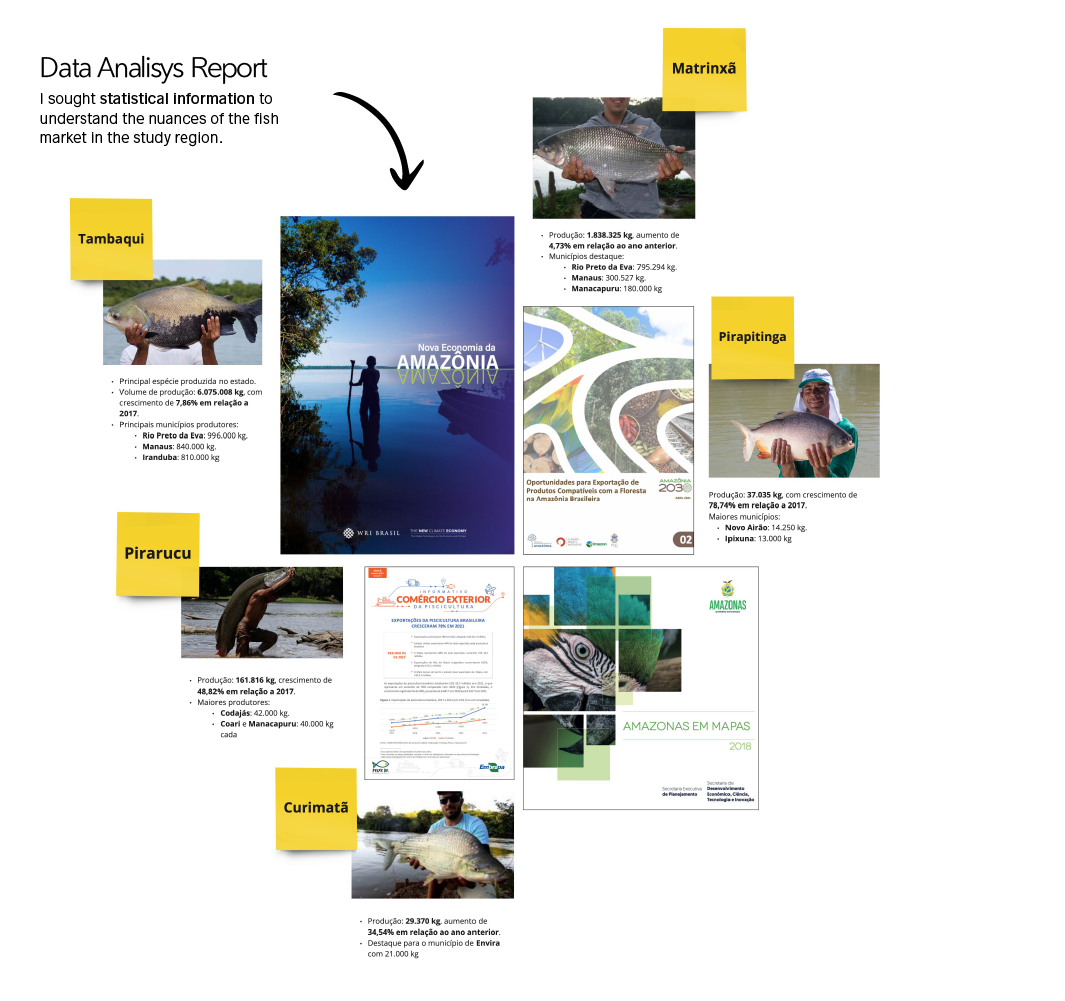 Data Analisys Report
I sought statistical information to
understand the nuances of the fish
market in the study region.
Matrinxã
• Produção: 1.838.325 kg, aumento de
4,73% em relação ao ano anterior.
• Municípios destaque:
• Rio Preto da Eva: 795.294 kg.
• Manaus: 300.527 kg.
• Manacapuru: 180.000 kg
Tambaqui
• Principal espécie produzida no estado.
• Volume de produção: 6.075.008 kg, com
crescimento de 7,86% em relação a
2017.
• Principais municípios produtores:
• Rio Preto da Eva: 996.000 kg.
• Manaus: 840.000 kg.
• Iranduba: 810.000 kg
Nova Economia da
AMAZÔNIA
AMAZÔNIA
WRI BRASIL
THE NEW CLIMATE ECONOMY
Oportunidades para Exportação de
Produtos Compatíveis com a Floresta
na Amazônia Brasileira
AMAZÔNIA
2030
ABRIL 2021
02
Pirapitinga
Produção: 37.035 kg, com crescimento de
78,74% em relação a 2017.
Maiores municípios:
• Novo Airão: 14.250 kg.
• Ipixuna: 13.000 kg
Pirarucu
• Produção: 161.816 kg, crescimento de
48,82% em relação a 2017.
• Maiores produtores:
• Codajás: 42.000 kg.
• Coari e Manacapuru: 40.000 kg
cada
INFORMATIVO
COMÉRCIO EXTERIOR
DA PISCICULTURA
EXPORTAÇÕES DA PISCICULTURA BRASILEIRA
CRESCERAM 78% EM 2021
PEIXE BR
Embrapa
AMAZONAS
AMAZONAS EM MAPAS
2018
Secretaria Executiva
de Planejamento
Secretaria de
Desenvolvimento
Econômico, Ciência,
Tecnologia e Inovação
Curimatã
• Produção: 29.370 kg, aumento de
34,54% em relação ao ano anterior.
• Destaque para o município de Envira
com 21.000 kg